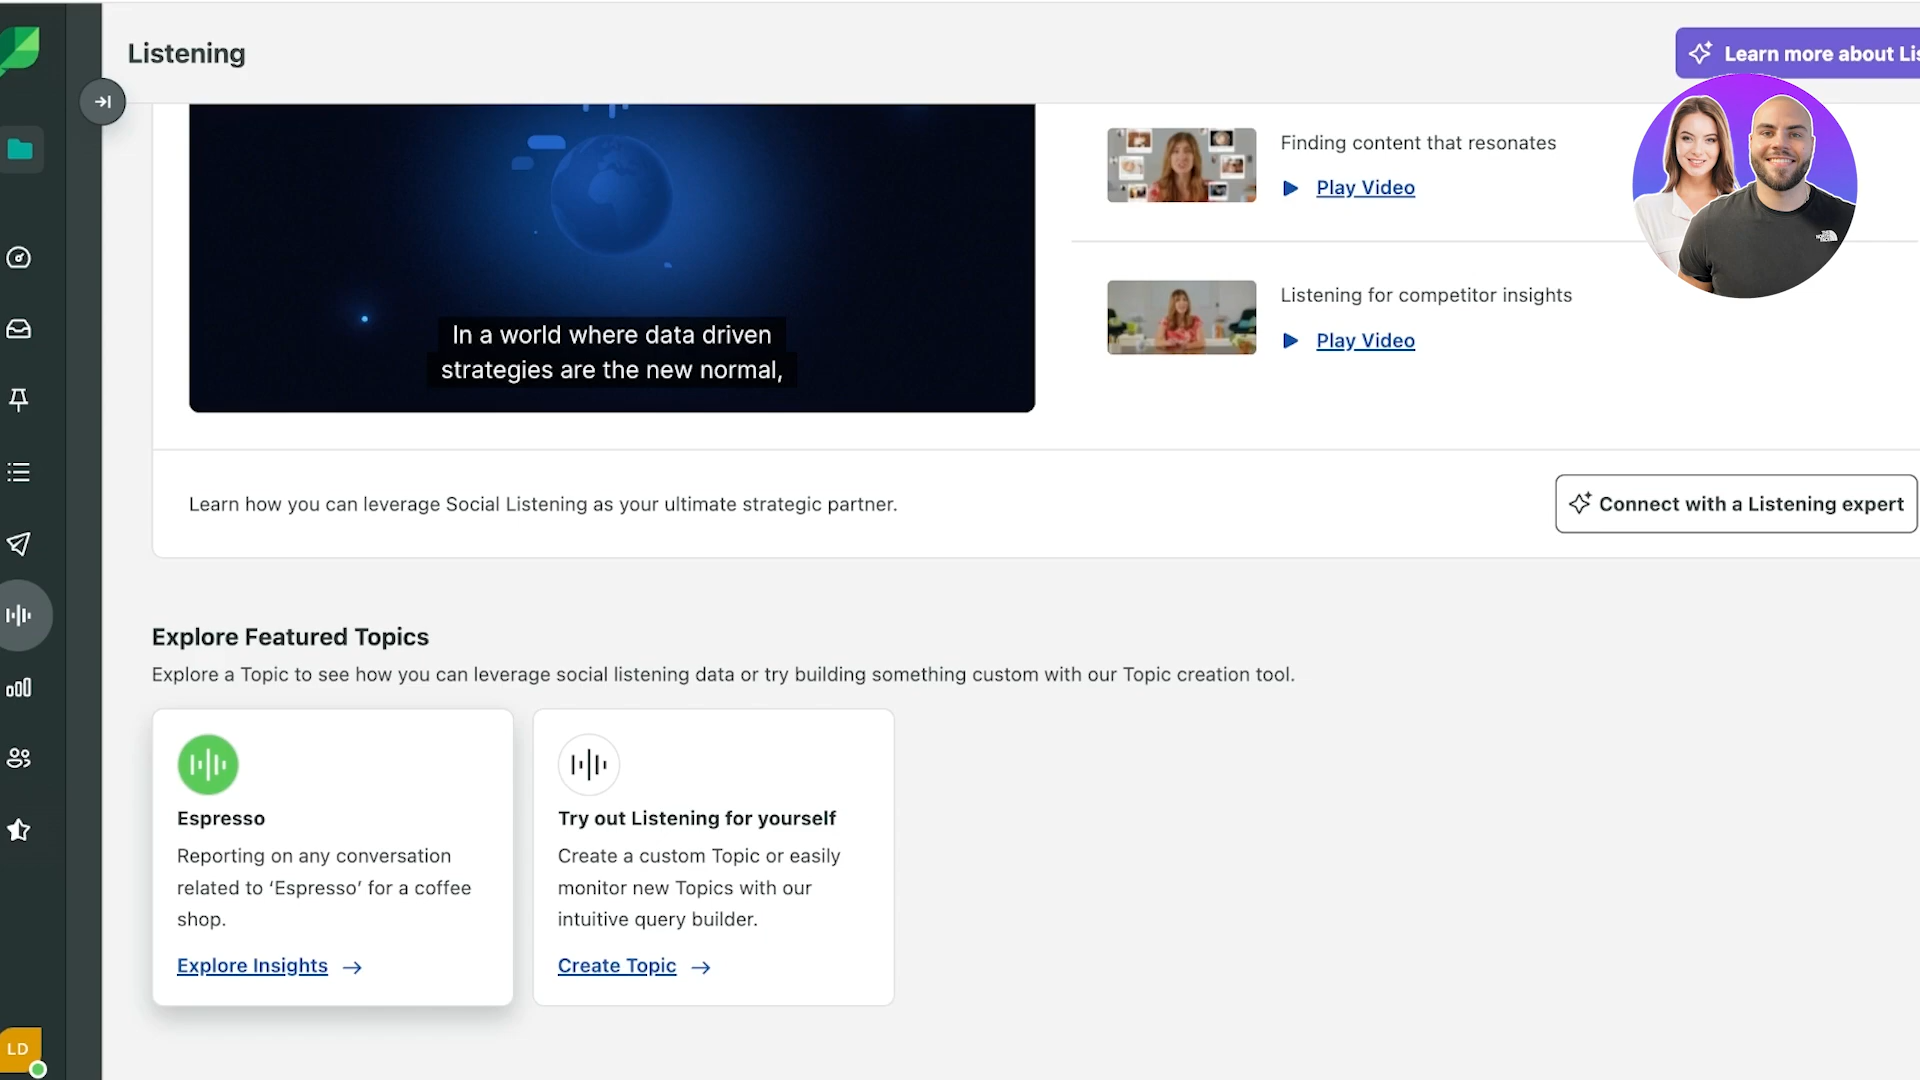 Listening
Learn more about Lis
Finding content that resonates
Play Video
Listening for competitor insights
Play Video
In a world where data driven
strategies are the new normal,
Learn how you can leverage Social Listening as your ultimate strategic partner.
Connect with a Listening expert
Explore Featured Topics
Explore a Topic to see how you can leverage social listening data or try building something custom with our Topic creation tool.
Espresso
Reporting on any conversation
related to ‘Espresso’ for a coffee
shop.
Explore Insights
Try out Listening for yourself
Create a custom Topic or easily
monitor new Topics with our
intuitive query builder.
Create Topic
LD
THE
NORTH
FACE